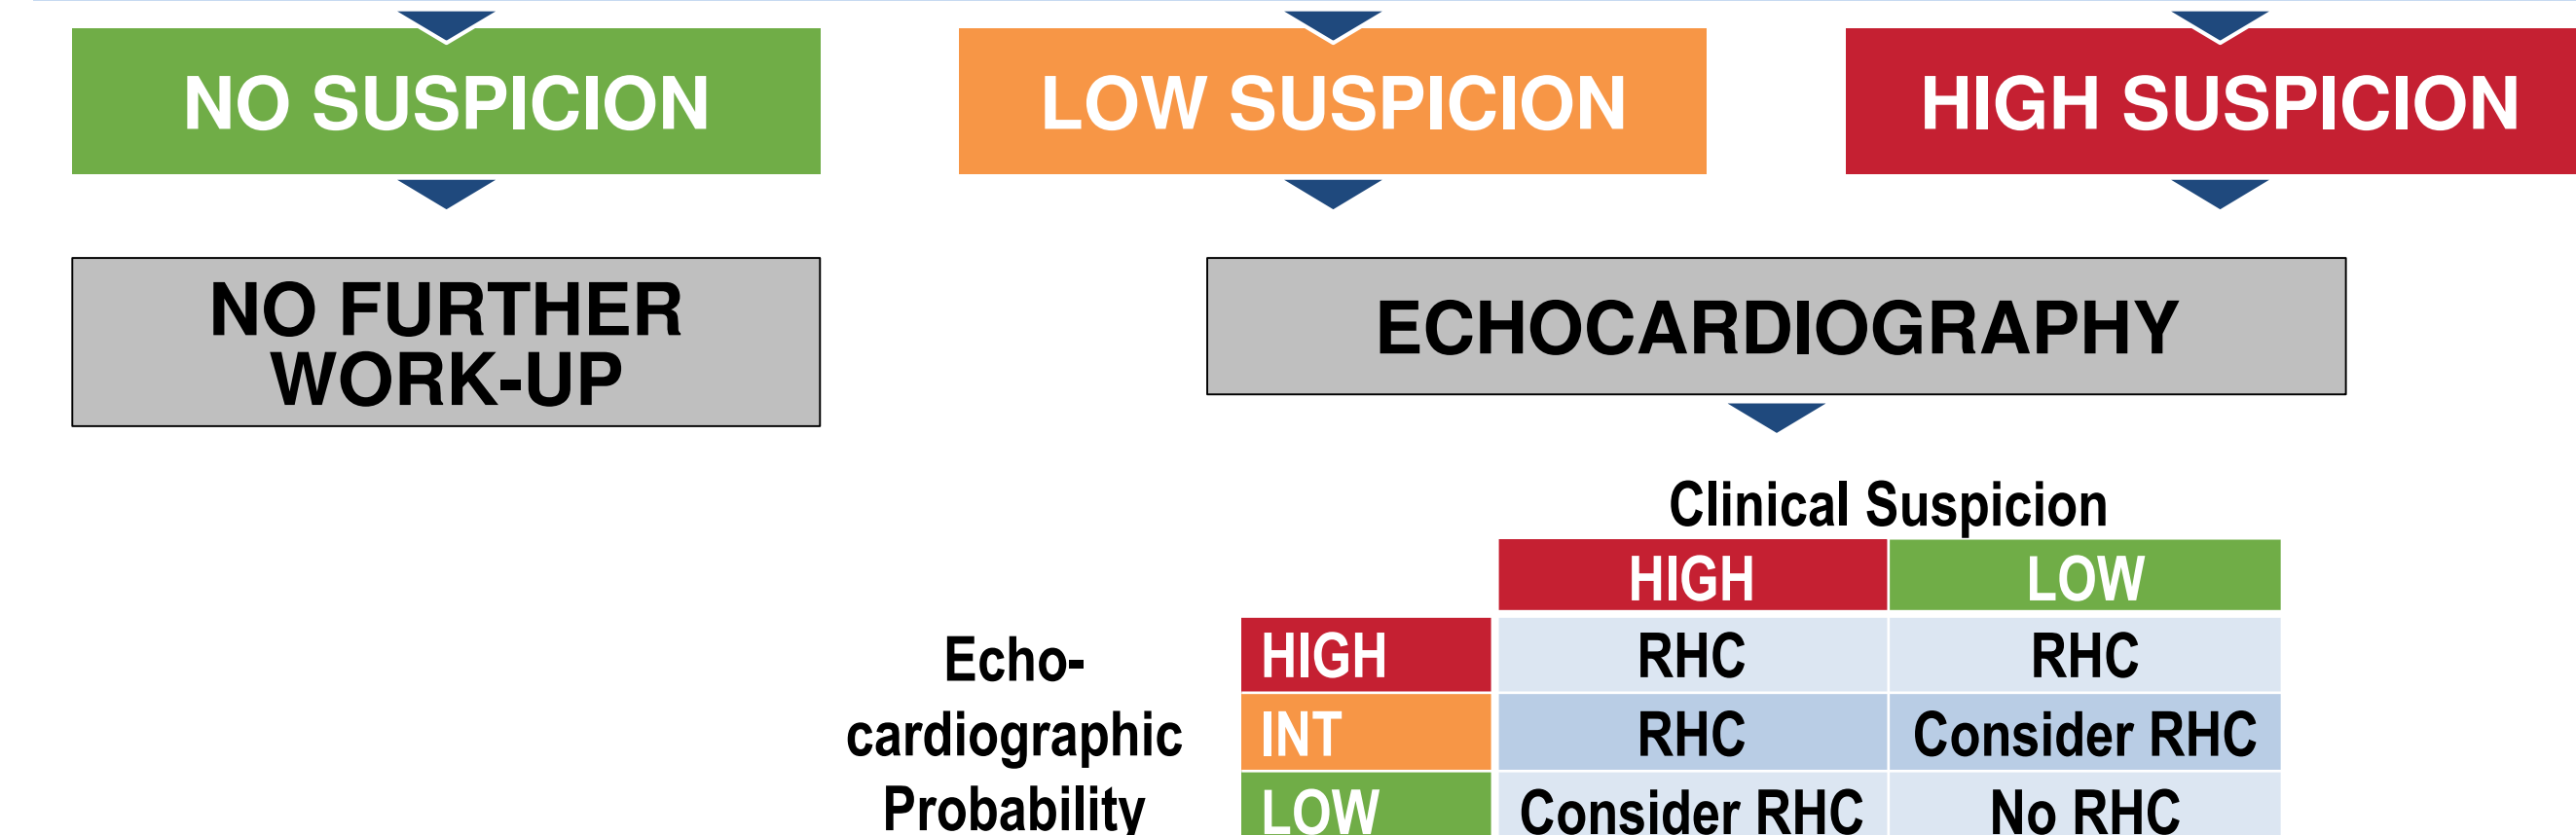 NO SUSPICION
LOW SUSPICION
HIGH SUSPICION
NO FURTHER
WORK-UP
ECHOCARDIOGRAPHY
Clinical Suspicion
HIGH
LOW
Echo-
cardiographic
Probability
HIGH
RHC
RHC
INT
RHC
Consider RHC
LOW
Consider RHC
No RHC